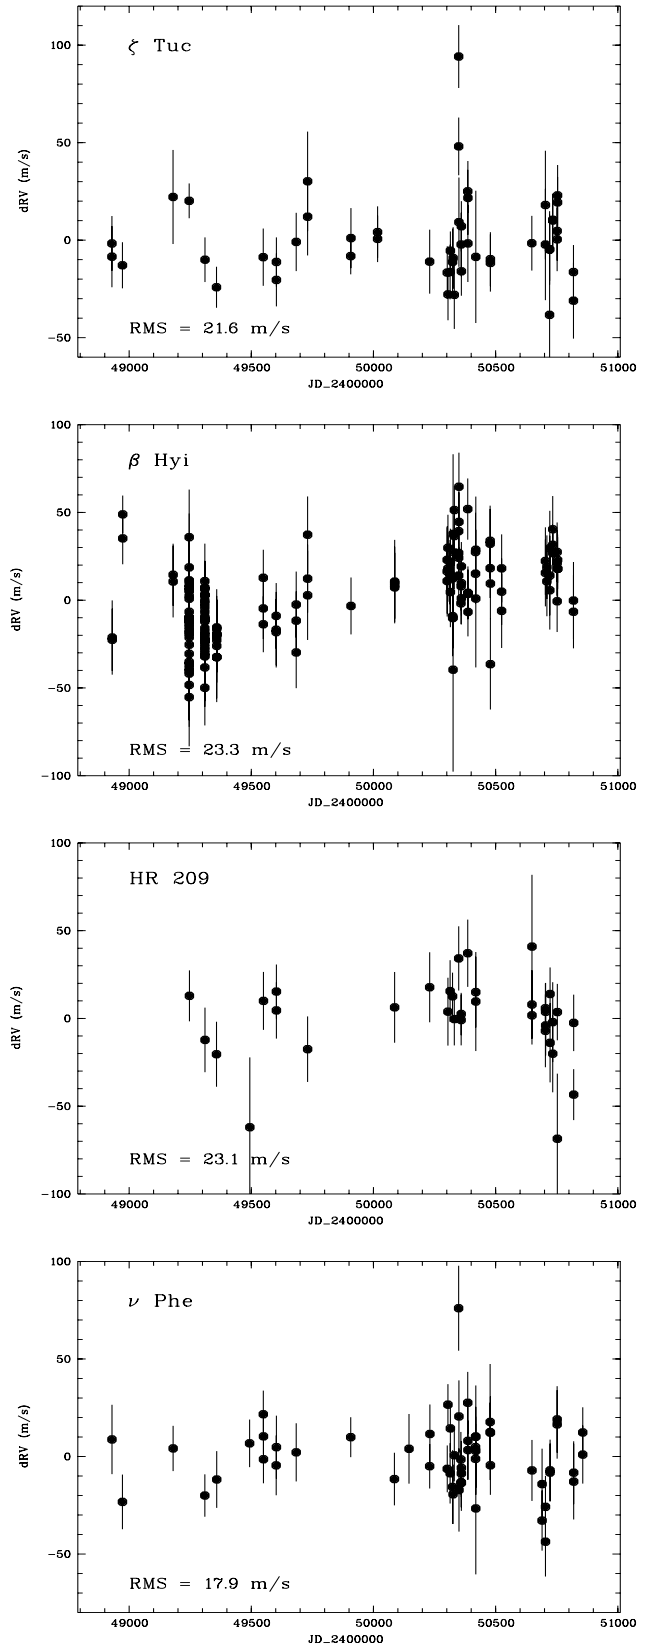 ζ Tuc
100
50
0
−50
dRV (m/s)
RMS = 21.6 m/s
49000 49500 50000 50500 51000
JD_2400000
β Hyi
100
50
0
−50
−100
dRV (m/s)
RMS = 23.3 m/s
49000 49500 50000 50500 51000
JD_2400000
HR 209
100
50
0
−50
−100
dRV (m/s)
RMS = 23.1 m/s
49000 49500 50000 50500 51000
JD_2400000
ν Phe
100
50
0
−50
dRV (m/s)
RMS = 17.9 m/s
49000 49500 50000 50500 51000
JD_2400000